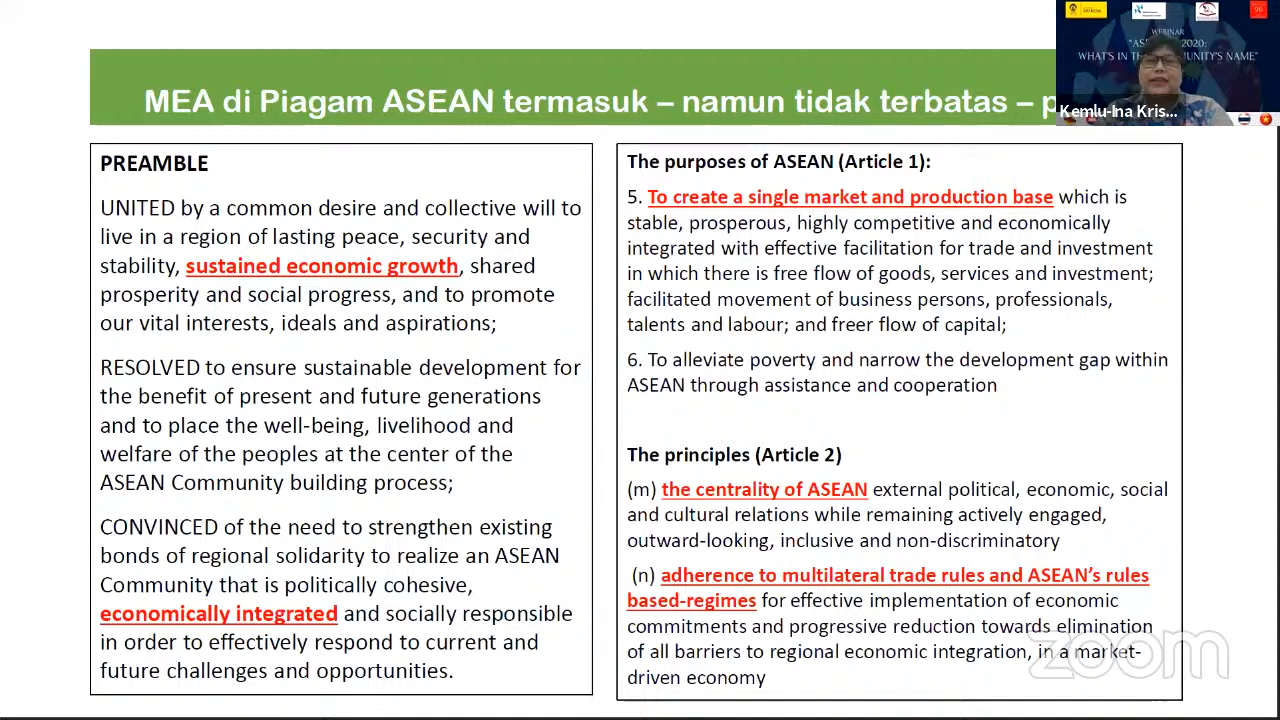 MEA di Piagam ASEAN termasuk – namun tidak terbatas – p
WEBINAR
2020:
WHAT'S IN
NAME"
Kemlu-Ina Kris...
PREAMBLE
UNITED by a common desire and collective will to
live in a region of lasting peace, security and
stability, sustained economic growth, shared
prosperity and social progress, and to promote
our vital interests, ideals and aspirations;
RESOLVED to ensure sustainable development for
the benefit of present and future generations
and to place the well-being, livelihood and
welfare of the peoples at the center of the
ASEAN Community building process;
CONVINCED of the need to strengthen existing
bonds of regional solidarity to realize an ASEAN
Community that is politically cohesive,
economically integrated and socially responsible
in order to effectively respond to current and
future challenges and opportunities.
The purposes of ASEAN (Article 1):
5. To create a single market and production base which is
stable, prosperous, highly competitive and economically
integrated with effective facilitation for trade and investment
in which there is free flow of goods, services and investment;
facilitated movement of business persons, professionals,
talents and labour; and freer flow of capital;
6. To alleviate poverty and narrow the development gap within
ASEAN through assistance and cooperation
The principles (Article 2)
(m) the centrality of ASEAN external political, economic, social
and cultural relations while remaining actively engaged,
outward-looking, inclusive and non-discriminatory
(n) adherence to multilateral trade rules and ASEAN's rules
based-regimes for effective implementation of economic
commitments and progressive reduction towards elimination
of all barriers to regional economic integration, in a market-
driven economy
zoom